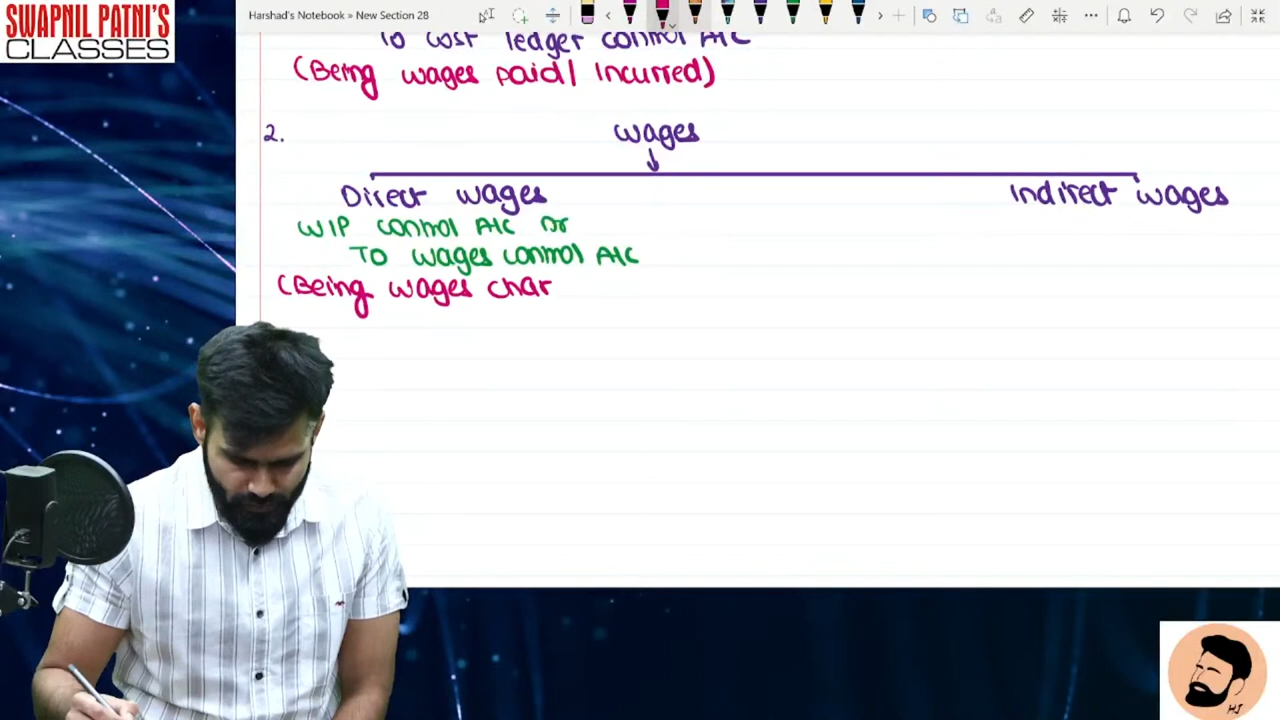 SWAPNIL PATNI'S
CLASSES
Harshad's Notebook » New Section 28
To cost ledger control A/C
(Being wages paid/ Incurred)
2.
wages
Direct wages
Indirect wages
WIP control A/C Dr
To wages control A/C
(Being wages char
HJ